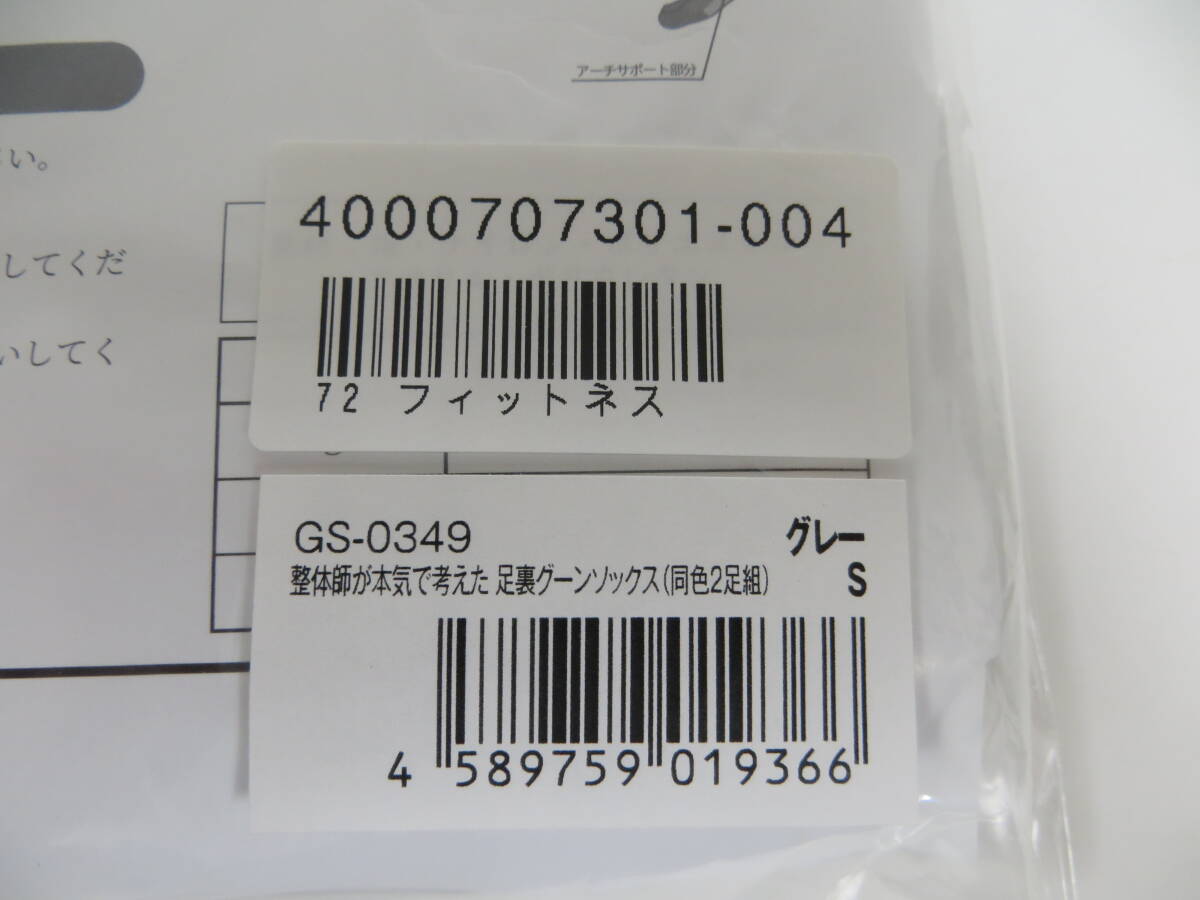 アーチサポート部分
い。
してくだ
いしてく
4000707301-004
72 フィットネス
GS-0349 グレー
整体師が本気で考えた 足裏グーンソックス(同色2足組) S
4 589759 019366